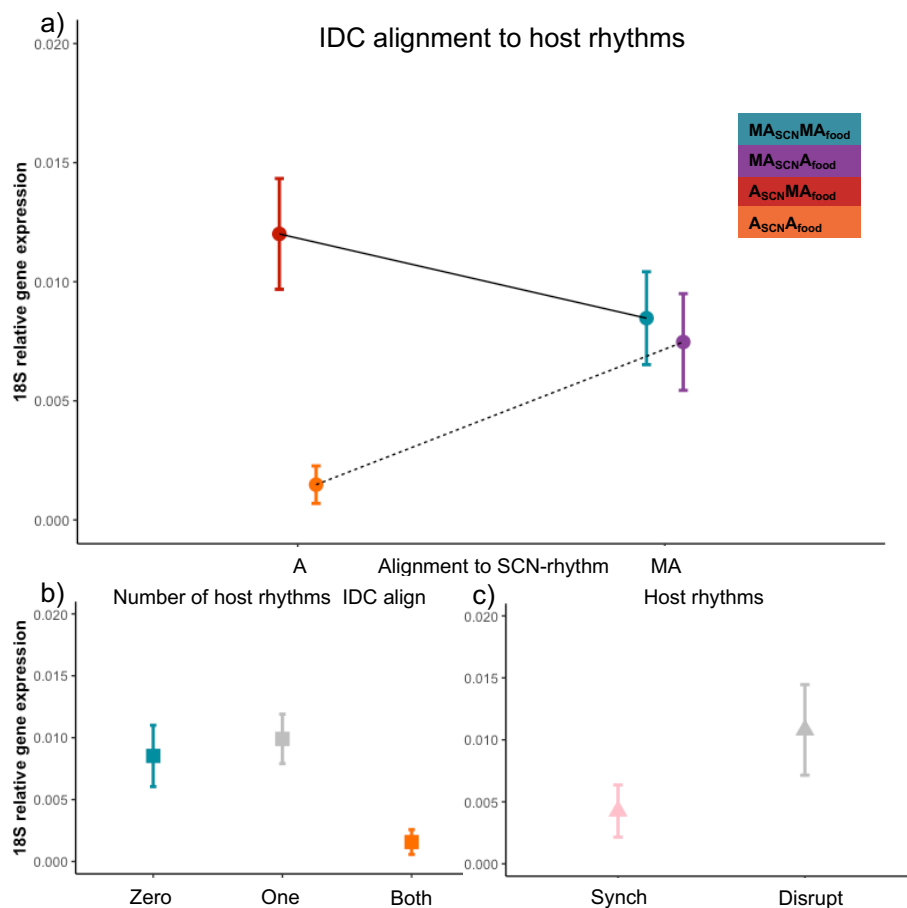 a)
IDC alignment to host rhythms
0.020
0.015
0.010
0.005
0.000
18S relative gene expression
MASCNMAfood
MASCNAfood
ASCNMAfood
ASCNAfood
A
Alignment to SCN-rhythm
MA
b)
Number of host rhythms IDC align
0.020
0.015
0.010
0.005
0.000
18S relative gene expression
Zero
One
Both
c)
Host rhythms
0.020
0.015
0.010
0.005
0.000
Synch
Disrupt